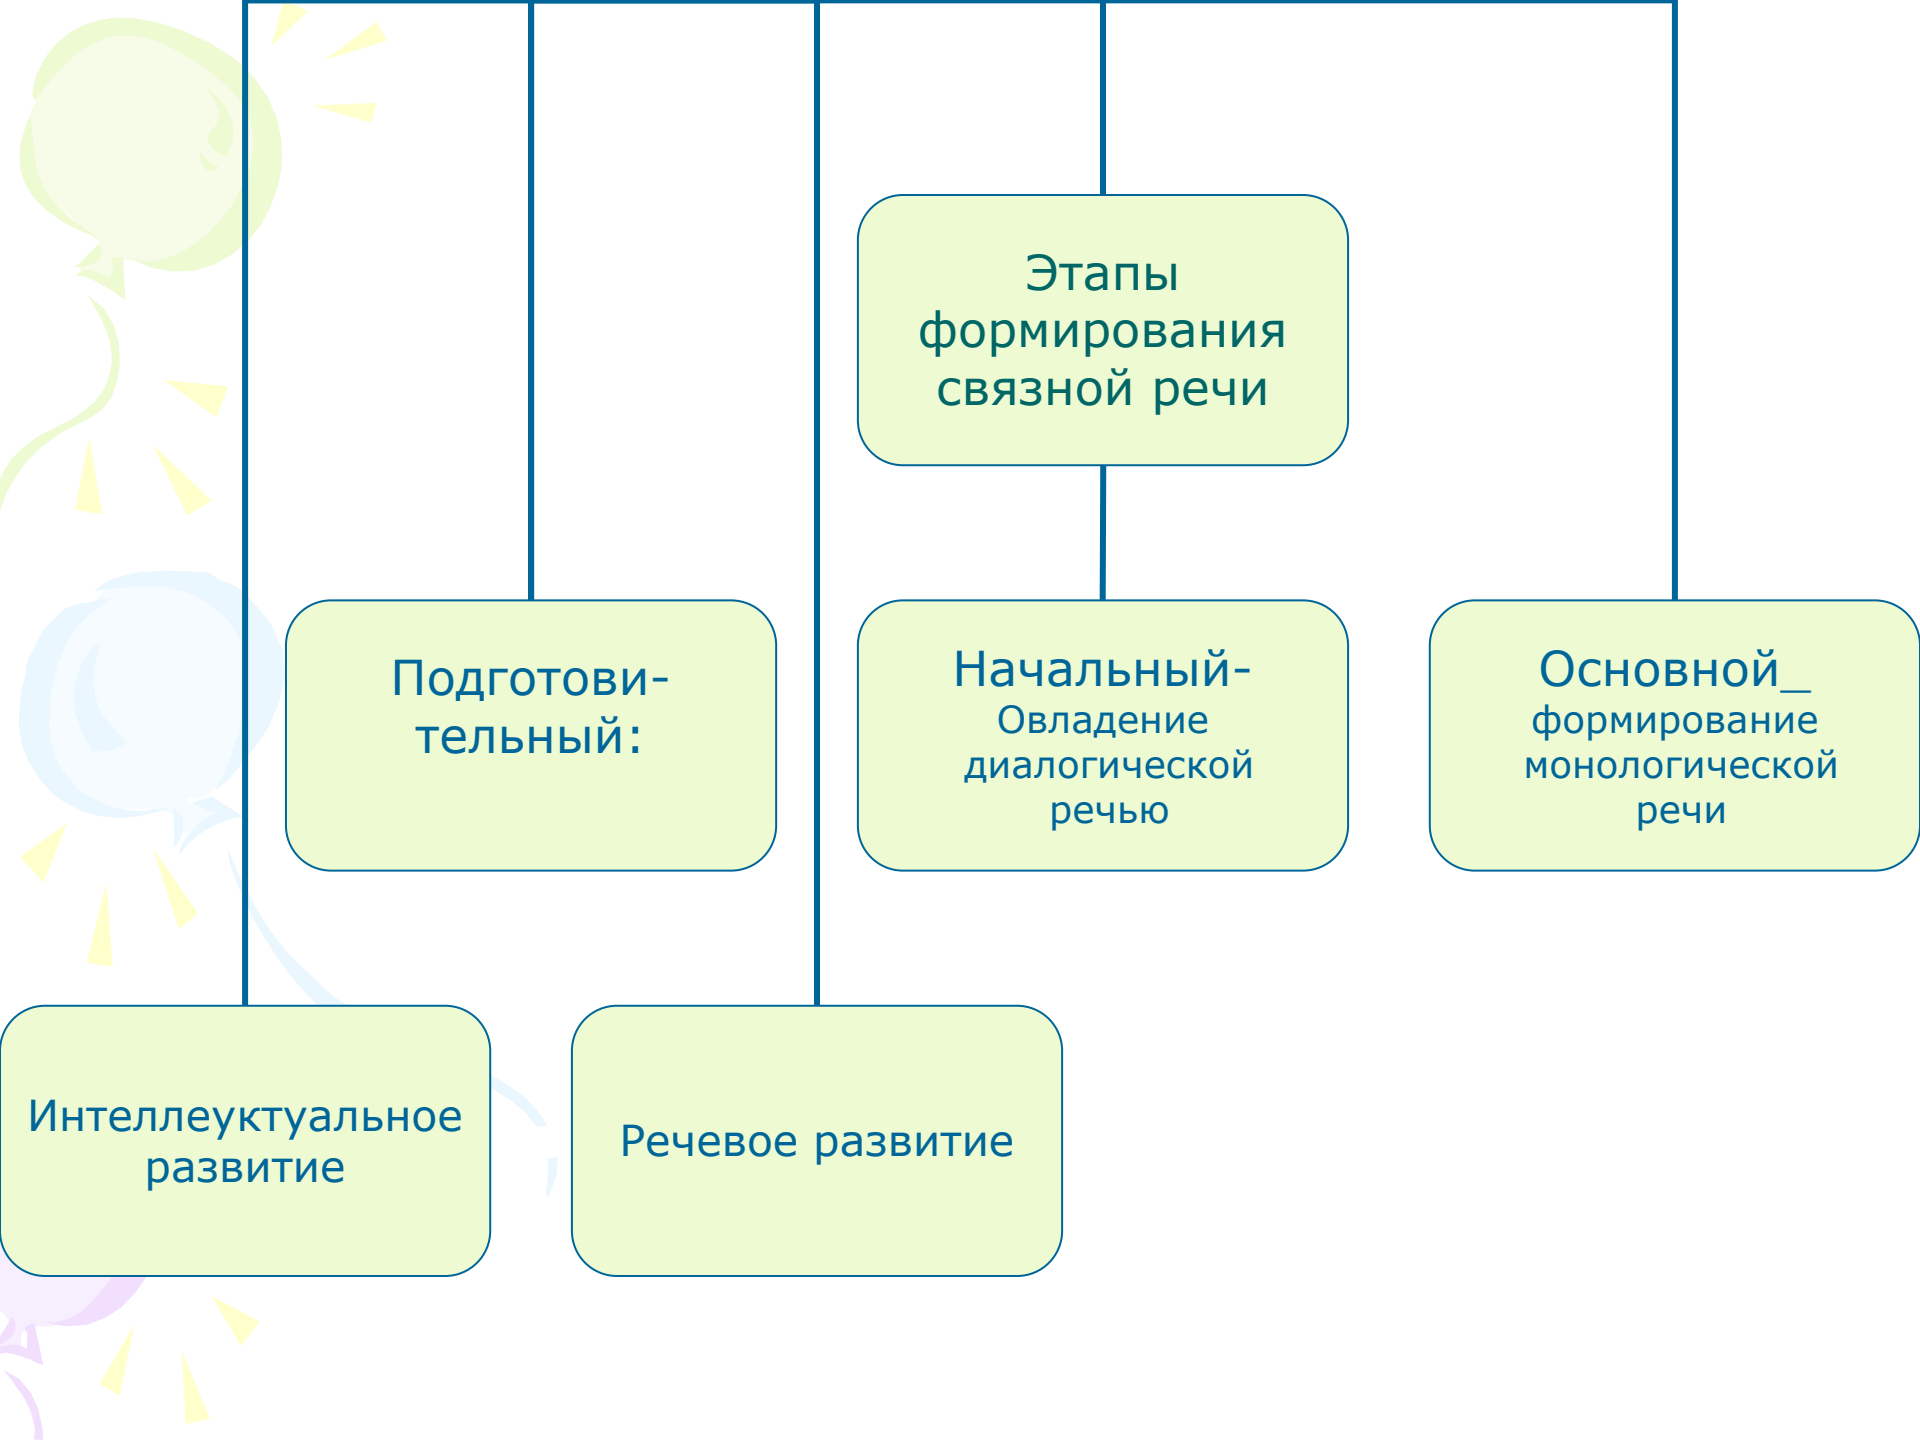 Этапы
формирования
связной речи
Подготови-
тельный:
Начальный-
Овладение
диалогической
речью
Основной_
формирование
монологической
речи
Интеллеуктуальное
развитие
Речевое развитие